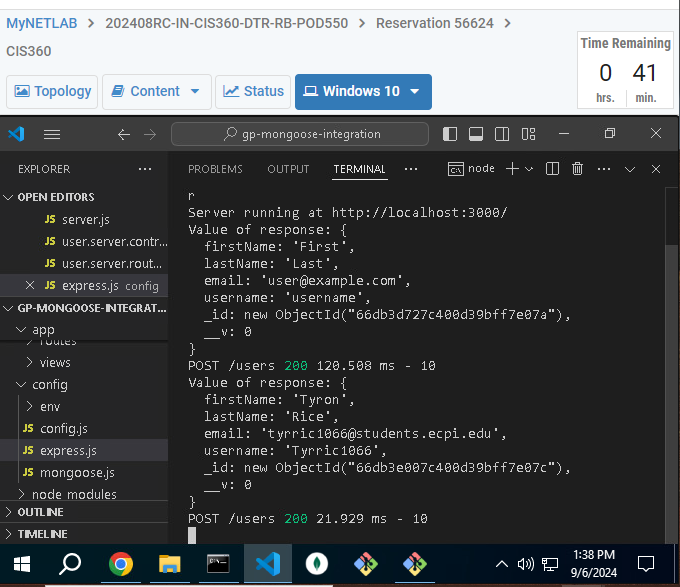 MyNETLAB > 202408RC-IN-CIS360-DTR-RB-POD550 > Reservation 56624 >
CIS360
Time Remaining
0 41
hrs. min.
Topology Content Status Windows 10
gp-mongoose-integration
EXPLORER ...
OPEN EDITORS
JS server.js
JS user.server.contr...
JS user.server.rout...
JS express.js config
GP-MONGOOSE-INTEGRAT...
app
routes
views
config
env
JS config.js
JS express.js
JS mongoose.js
node_modules
OUTLINE
TIMELINE
PROBLEMS OUTPUT TERMINAL ... node ...
r
Server running at http://localhost:3000/
Value of response: {
firstName: 'First',
lastName: 'Last',
email: 'user@example.com',
username: 'username',
_id: new ObjectId("66db3d727c400d39bff7e07a"),
__v: 0
}
POST /users 200 120.508 ms - 10
Value of response: {
firstName: 'Tyron',
lastName: 'Rice',
email: 'tyrric1066@students.ecpi.edu',
username: 'Tyrric1066',
_id: new ObjectId("66db3e007c400d39bff7e07c"),
__v: 0
}
POST /users 200 21.929 ms - 10
1:38 PM
9/6/2024